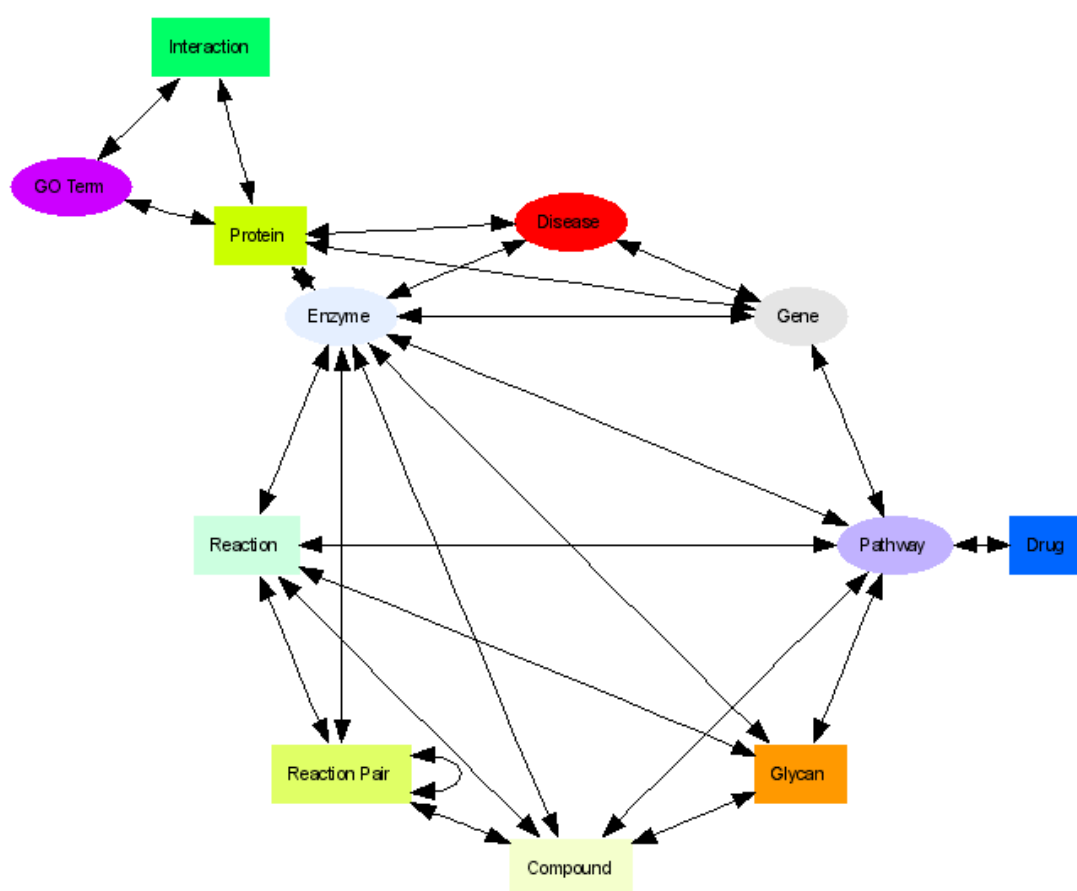 Interaction
GO Term
Protein
Disease
Enzyme
Gene
Reaction
Pathway
Drug
Reaction Pair
Glycan
Compound